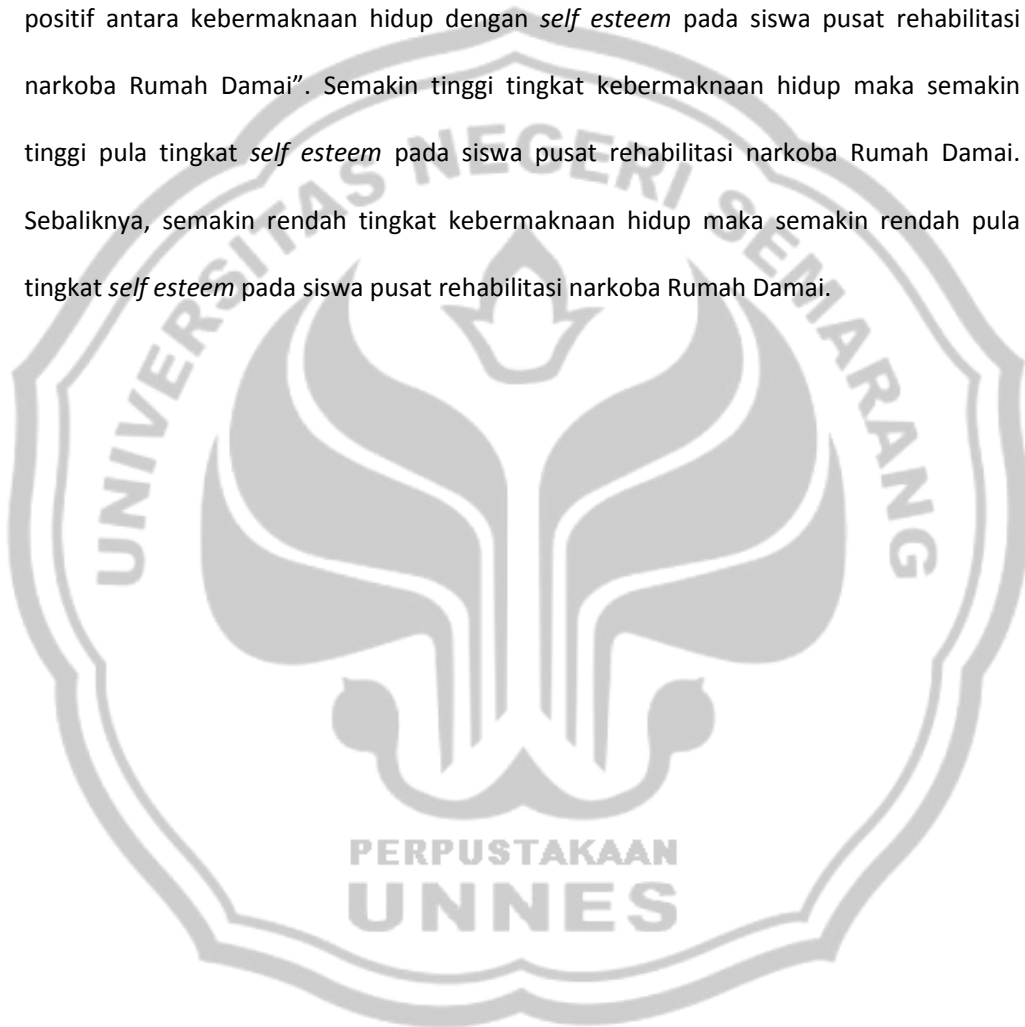 positif antara kebermaknaan hidup dengan self esteem pada siswa pusat rehabilitasi
narkoba Rumah Damai”. Semakin tinggi tingkat kebermaknaan hidup maka semakin
tinggi pula tingkat self esteem pada siswa pusat rehabilitasi narkoba Rumah Damai.
Sebaliknya, semakin rendah tingkat kebermaknaan hidup maka semakin rendah pula
tingkat self esteem pada siswa pusat rehabilitasi narkoba Rumah Damai.
UNIVERSITAS NEGERI SEMARANG
PERPUSTAKAAN
UNNES